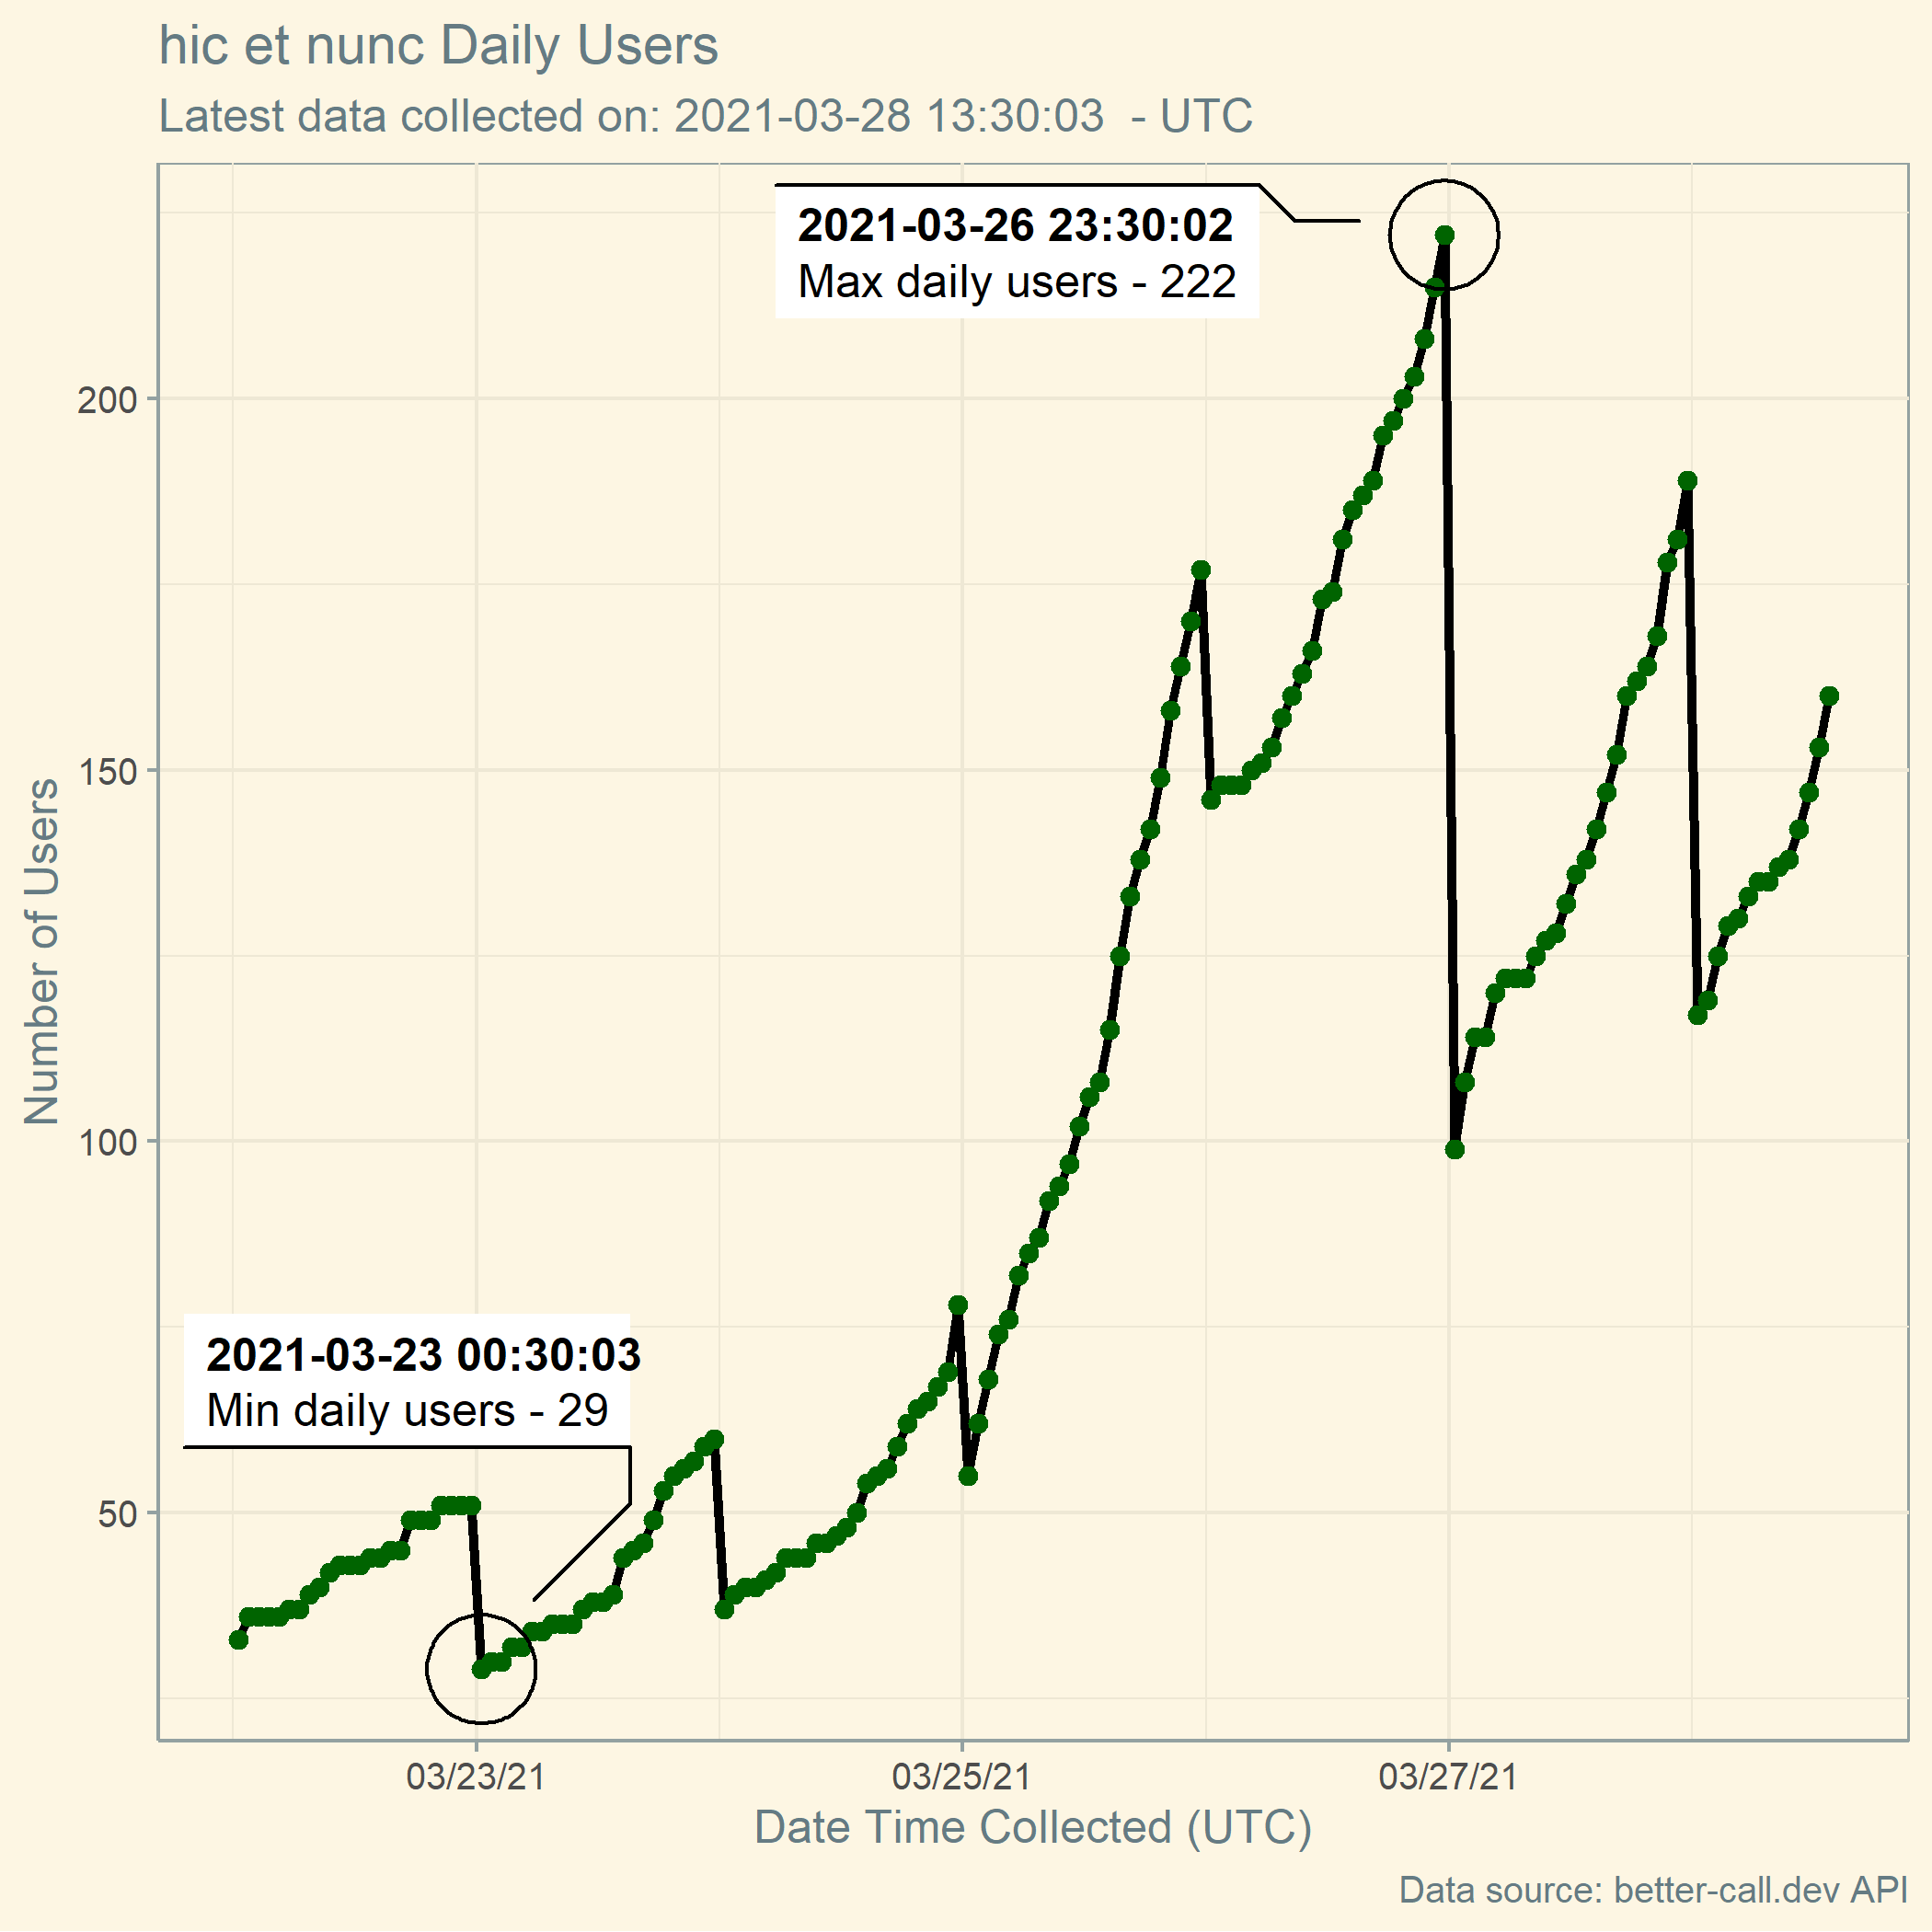 hic et nunc Daily Users
Latest data collected on: 2021-03-28 13:30:03  - UTC
2021-03-26 23:30:02
Max daily users - 222
200
150
100
50
Number of Users
2021-03-23 00:30:03
Min daily users - 29
03/23/21
03/25/21
03/27/21
Date Time Collected (UTC)
Data source: better-call.dev API